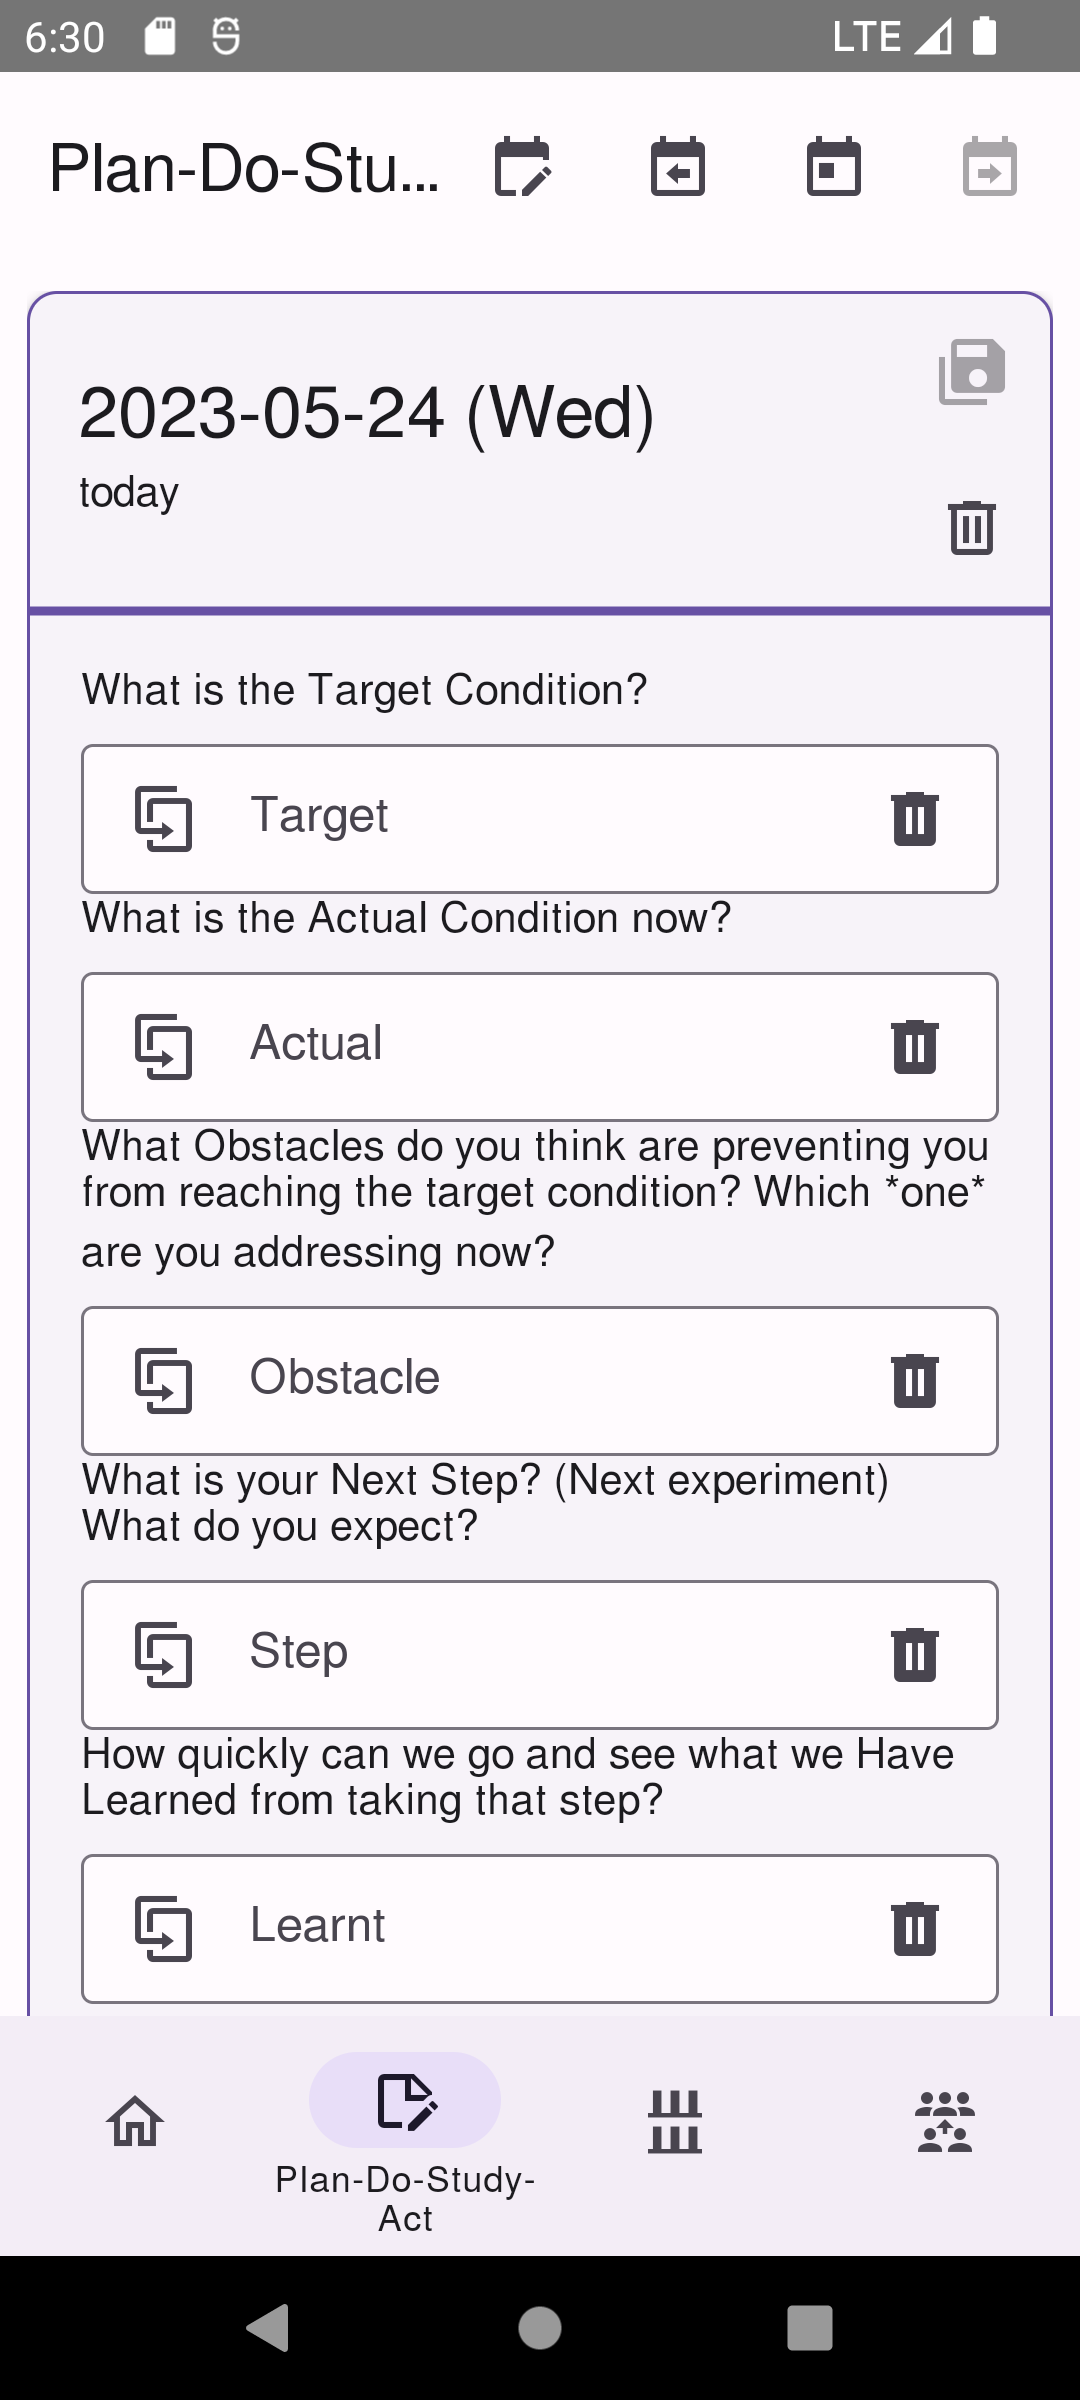 6:30
LTE
Plan-Do-Stu...
2023-05-24 (Wed)
today
What is the Target Condition?
Target
What is the Actual Condition now?
Actual
What Obstacles do you think are preventing you
from reaching the target condition? Which *one*
are you addressing now?
Obstacle
What is your Next Step? (Next experiment)
What do you expect?
Step
How quickly can we go and see what we Have
Learned from taking that step?
Learnt
Plan-Do-Study-
Act